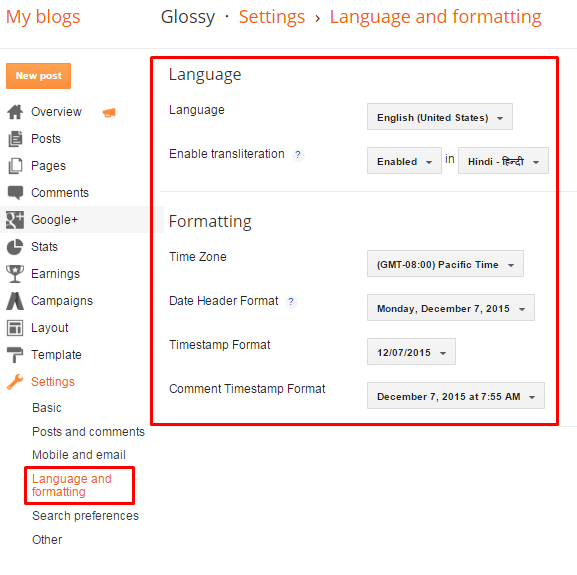 My blogs
Glossy · Settings › Language and formatting
New post
Overview
Posts
Pages
Comments
Google+
Stats
Earnings
Campaigns
Layout
Template
Settings
Basic
Posts and comments
Mobile and email
Language and
formatting
Search preferences
Other
Language
Language English (United States)
Enable transliteration ? Enabled in Hindi - हिन्दी
Formatting
Time Zone (GMT-08:00) Pacific Time
Date Header Format ? Monday, December 7, 2015
Timestamp Format 12/07/2015
Comment Timestamp Format December 7, 2015 at 7:55 AM